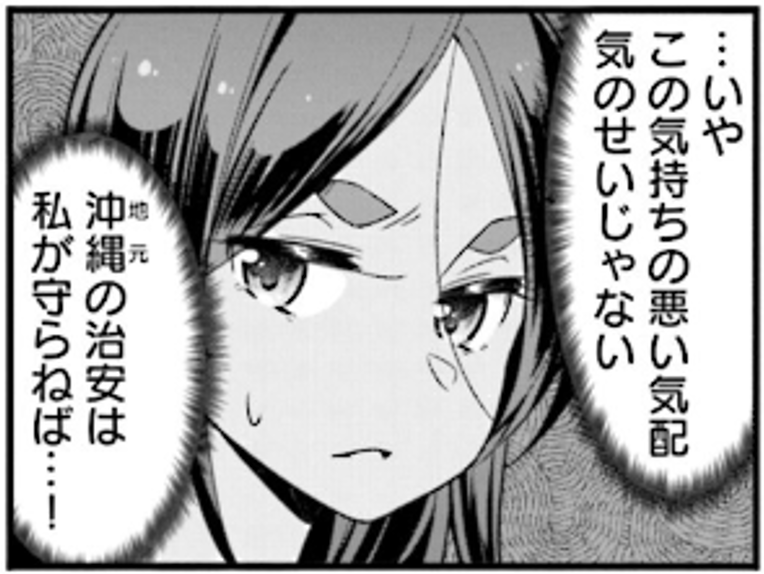 …いや
この気持ちの悪い気配
気のせいじゃない
地元
沖縄の治安は
私が守らねば…！